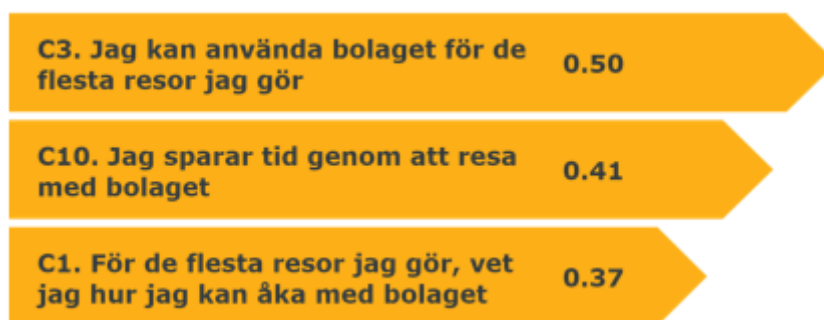 C3. Jag kan använda bolaget för de
flesta resor jag gör
0.50
C10. Jag sparar tid genom att resa
med bolaget
0.41
C1. För de flesta resor jag gör, vet
jag hur jag kan åka med bolaget
0.37